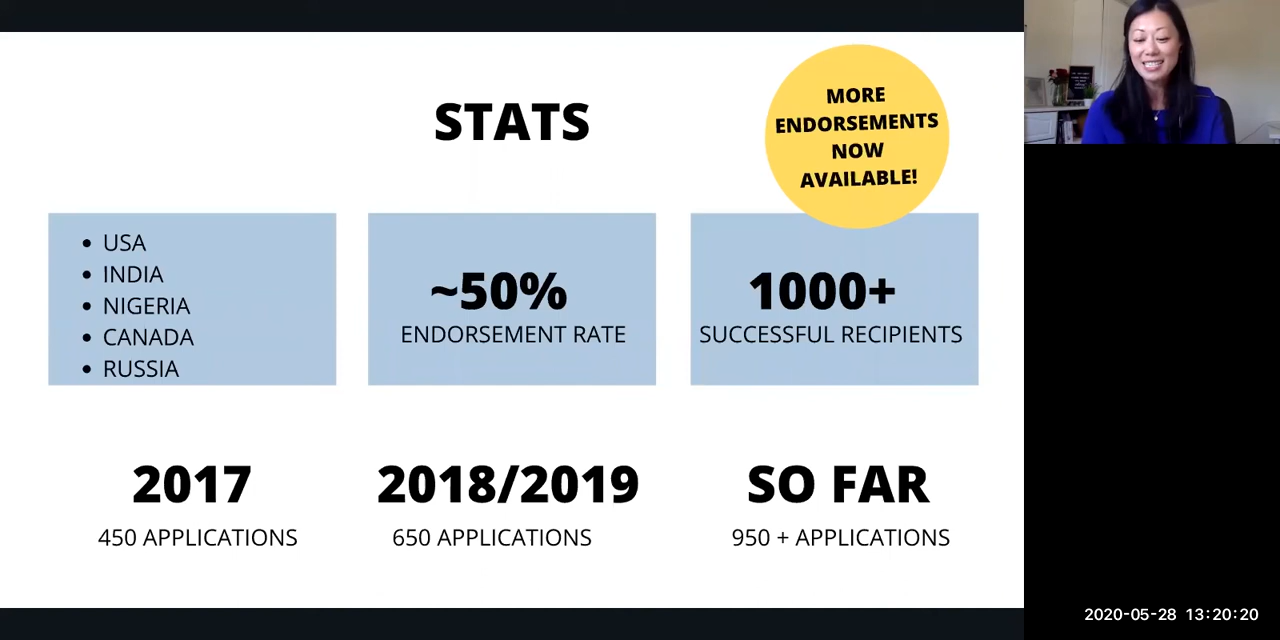 STATS
MORE
ENDORSEMENTS
NOW
AVAILABLE!
• USA
• INDIA
• NIGERIA
• CANADA
• RUSSIA
~50%
ENDORSEMENT RATE
1000+
SUCCESSFUL RECIPIENTS
2017
450 APPLICATIONS
2018/2019
650 APPLICATIONS
SO FAR
950 + APPLICATIONS
2020-05-28 13:20:20